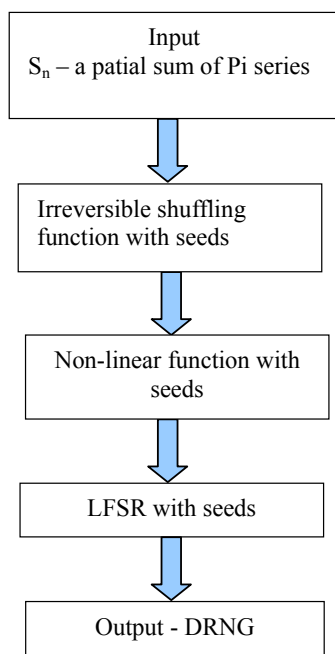 Input
Sₙ – a patial sum of Pi series
Irreversible shuffling
function with seeds
Non-linear function with
seeds
LFSR with seeds
Output - DRNG